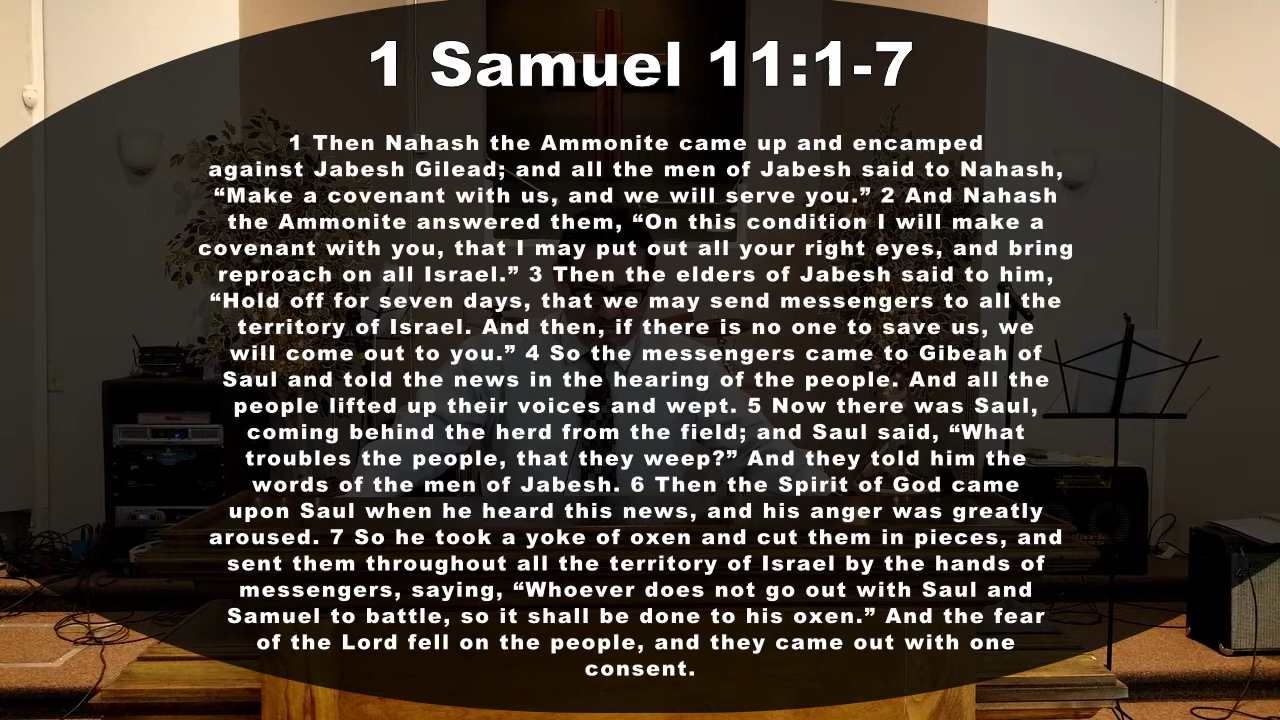 1 Samuel 11:1-7
1 Then Nahash the Ammonite came up and encamped
against Jabesh Gilead; and all the men of Jabesh said to Nahash,
“Make a covenant with us, and we will serve you.” 2 And Nahash
the Ammonite answered them, “On this condition I will make a
covenant with you, that I may put out all your right eyes, and bring
reproach on all Israel.” 3 Then the elders of Jabesh said to him,
“Hold off for seven days, that we may send messengers to all the
territory of Israel. And then, if there is no one to save us, we
will come out to you.” 4 So the messengers came to Gibeah of
Saul and told the news in the hearing of the people. And all the
people lifted up their voices and wept. 5 Now there was Saul,
coming behind the herd from the field; and Saul said, “What
troubles the people, that they weep?” And they told him the
words of the men of Jabesh. 6 Then the Spirit of God came
upon Saul when he heard this news, and his anger was greatly
aroused. 7 So he took a yoke of oxen and cut them in pieces, and
sent them throughout all the territory of Israel by the hands of
messengers, saying, “Whoever does not go out with Saul and
Samuel to battle, so it shall be done to his oxen.” And the fear
of the Lord fell on the people, and they came out with one
consent.